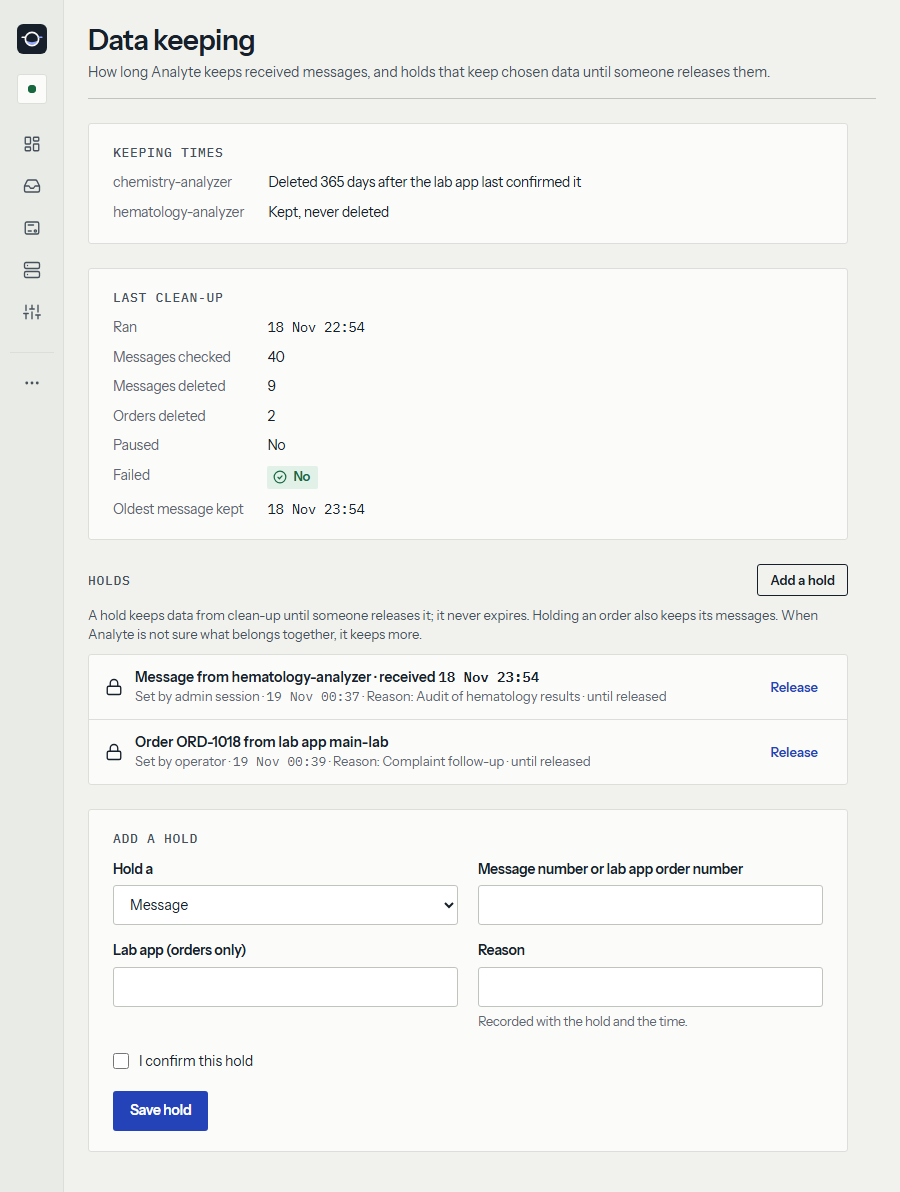 Data keeping
How long Analyte keeps received messages, and holds that keep chosen data until someone releases them.
KEEPING TIMES
chemistry-analyzer Deleted 365 days after the lab app last confirmed it
hematology-analyzer Kept, never deleted
LAST CLEAN-UP
Ran 18 Nov 22:54
Messages checked 40
Messages deleted 9
Orders deleted 2
Paused No
Failed No
Oldest message kept 18 Nov 23:54
HOLDS Add a hold
A hold keeps data from clean-up until someone releases it; it never expires. Holding an order also keeps its messages. When
Analyte is not sure what belongs together, it keeps more.
Message from hematology-analyzer · received 18 Nov 23:54
Set by admin session · 19 Nov 00:37 · Reason: Audit of hematology results · until released
Release
Order ORD-1018 from lab app main-lab
Set by operator · 19 Nov 00:39 · Reason: Complaint follow-up · until released
Release
ADD A HOLD
Hold a Message number or lab app order number
Message
Lab app (orders only) Reason
Recorded with the hold and the time.
I confirm this hold
Save hold